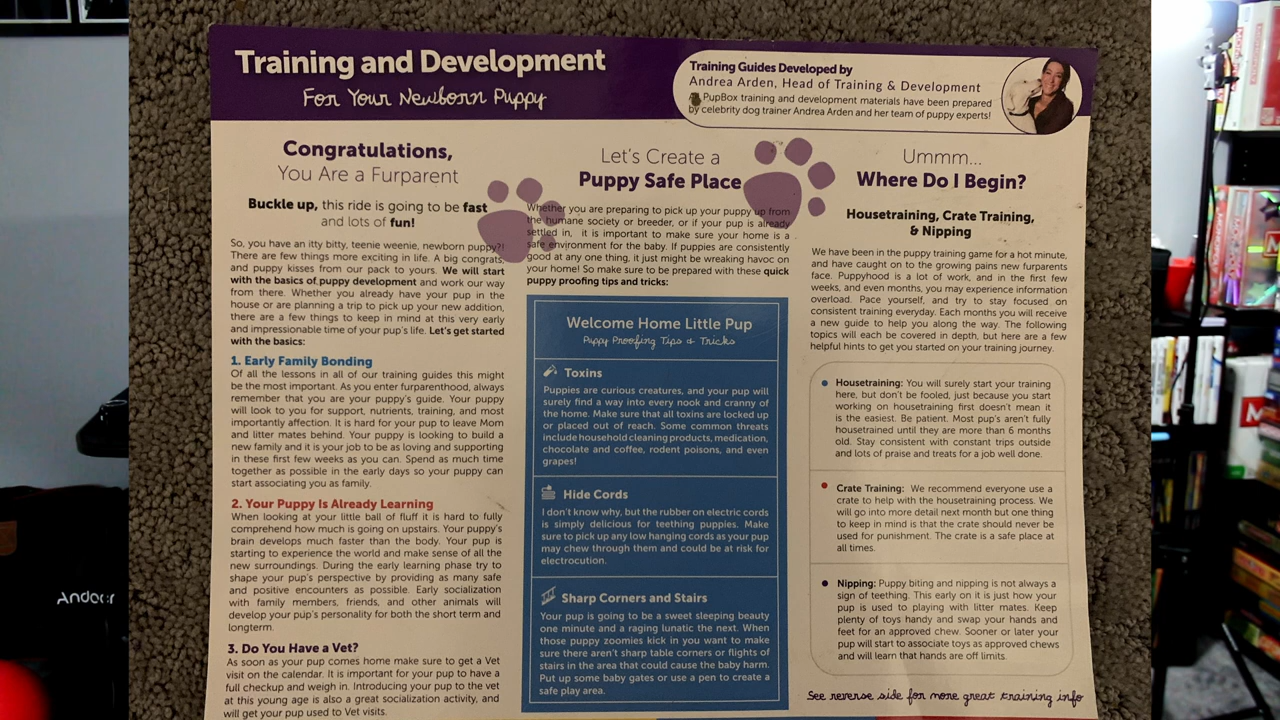 Training and Development
For Your Newborn Puppy
Training Guides Developed by
Andrea Arden, Head of Training & Development
PupBox training and development materials have been prepared
by celebrity dog trainer Andrea Arden and her team of puppy experts!
Congratulations,
You Are a Furparent
Buckle up, this ride is going to be fast
and lots of fun!
So, you have an itty bitty, teenie weenie, newborn puppy?!
There are few things more exciting in life. A big congrats,
and puppy kisses from our pack to yours. We will start
with the basics of puppy development and work our way
from there. Whether you already have your pup in the
house or are planning a trip to pick up your new addition,
there are a few things to keep in mind at this very early
and impressionable time of your pup's life. Let's get started
with the basics:
1. Early Family Bonding
Of all the lessons in all of our training guides this might
be the most important. As you enter furparenthood, always
remember that you are your puppy's guide. Your puppy
will look to you for support, nutrients, training, and most
importantly affection. It is hard for your pup to leave Mom
and litter mates behind. Your puppy is looking to build a
new family and it is your job to be as loving and supporting
in these first few weeks as you can. Spend as much time
together as possible in the early days so your puppy can
start associating you as family.
2. Your Puppy Is Already Learning
When looking at your little ball of fluff it is hard to fully
comprehend how much is going on upstairs. Your puppy's
brain develops much faster than the body. Your pup is
starting to experience the world and make sense of all the
new surroundings. During the early learning phase try to
shape your pup's perspective by providing as many safe
and positive encounters as possible. Early socialization
with family members, friends, and other animals will
develop your pup's personality for both the short term and
longterm.
3. Do You Have a Vet?
As soon as your pup comes home make sure to get a Vet
visit on the calendar. It is important for your pup to have a
full checkup and weigh in. Introducing your pup to the vet
at this young age is also a great socialization activity, and
will get your pup used to Vet visits.
Let's Create a
Puppy Safe Place
Whether you are preparing to pick up your puppy up from
the humane society or breeder, or if your pup is already
settled in, it is important to make sure your home is a
safe environment for the baby. If puppies are consistently
good at any one thing, it just might be wreaking havoc on
your home! So make sure to be prepared with these quick
puppy proofing tips and tricks:
Welcome Home Little Pup
Puppy Proofing Tips & Tricks
Toxins
Puppies are curious creatures, and your pup will
surely find a way into every nook and cranny of
the home. Make sure that all toxins are locked up
or placed out of reach. Some common threats
include household cleaning products, medication,
chocolate and coffee, rodent poisons, and even
grapes!
Hide Cords
I don't know why, but the rubber on electric cords
is simply delicious for teething puppies. Make
sure to pick up any low hanging cords as your pup
may chew through them and could be at risk for
electrocution.
Sharp Corners and Stairs
Your pup is going to be a sweet sleeping beauty
one minute and a raging lunatic the next. When
those puppy zoomies kick in you want to make
sure there aren't sharp table corners or flights of
stairs in the area that could cause the baby harm.
Put up some baby gates or use a pen to create a
safe play area.
Ummm...
Where Do I Begin?
Housetraining, Crate Training,
& Nipping
We have been in the puppy training game for a hot minute,
and have caught on to the growing pains new furparents
face. Puppyhood is a lot of work, and in the first few
weeks, and even months, you may experience information
overload. Pace yourself, and try to stay focused on
consistent training everyday. Each months you will receive
a new guide to help you along the way. The following
topics will each be covered in depth, but here are a few
helpful hints to get you started on your training journey.
Housetraining: You will surely start your training
here, but don't be fooled, just because you start
working on housetraining first doesn't mean it
is the easiest. Be patient. Most pup's aren't fully
housetrained until they are more than 6 months
old. Stay consistent with constant trips outside
and lots of praise and treats for a job well done.
Crate Training: We recommend everyone use a
crate to help with the housetraining process. We
will go into more detail next month but one thing
to keep in mind is that the crate should never be
used for punishment. The crate is a safe place at
all times.
Nipping: Puppy biting and nipping is not always a
sign of teething. This early on it is just how your
pup is used to playing with litter mates. Keep
plenty of toys handy and swap your hands and
feet for an approved chew. Sooner or later your
pup will start to associate toys as approved chews
and will learn that hands are off limits.
See reverse side for more great training info